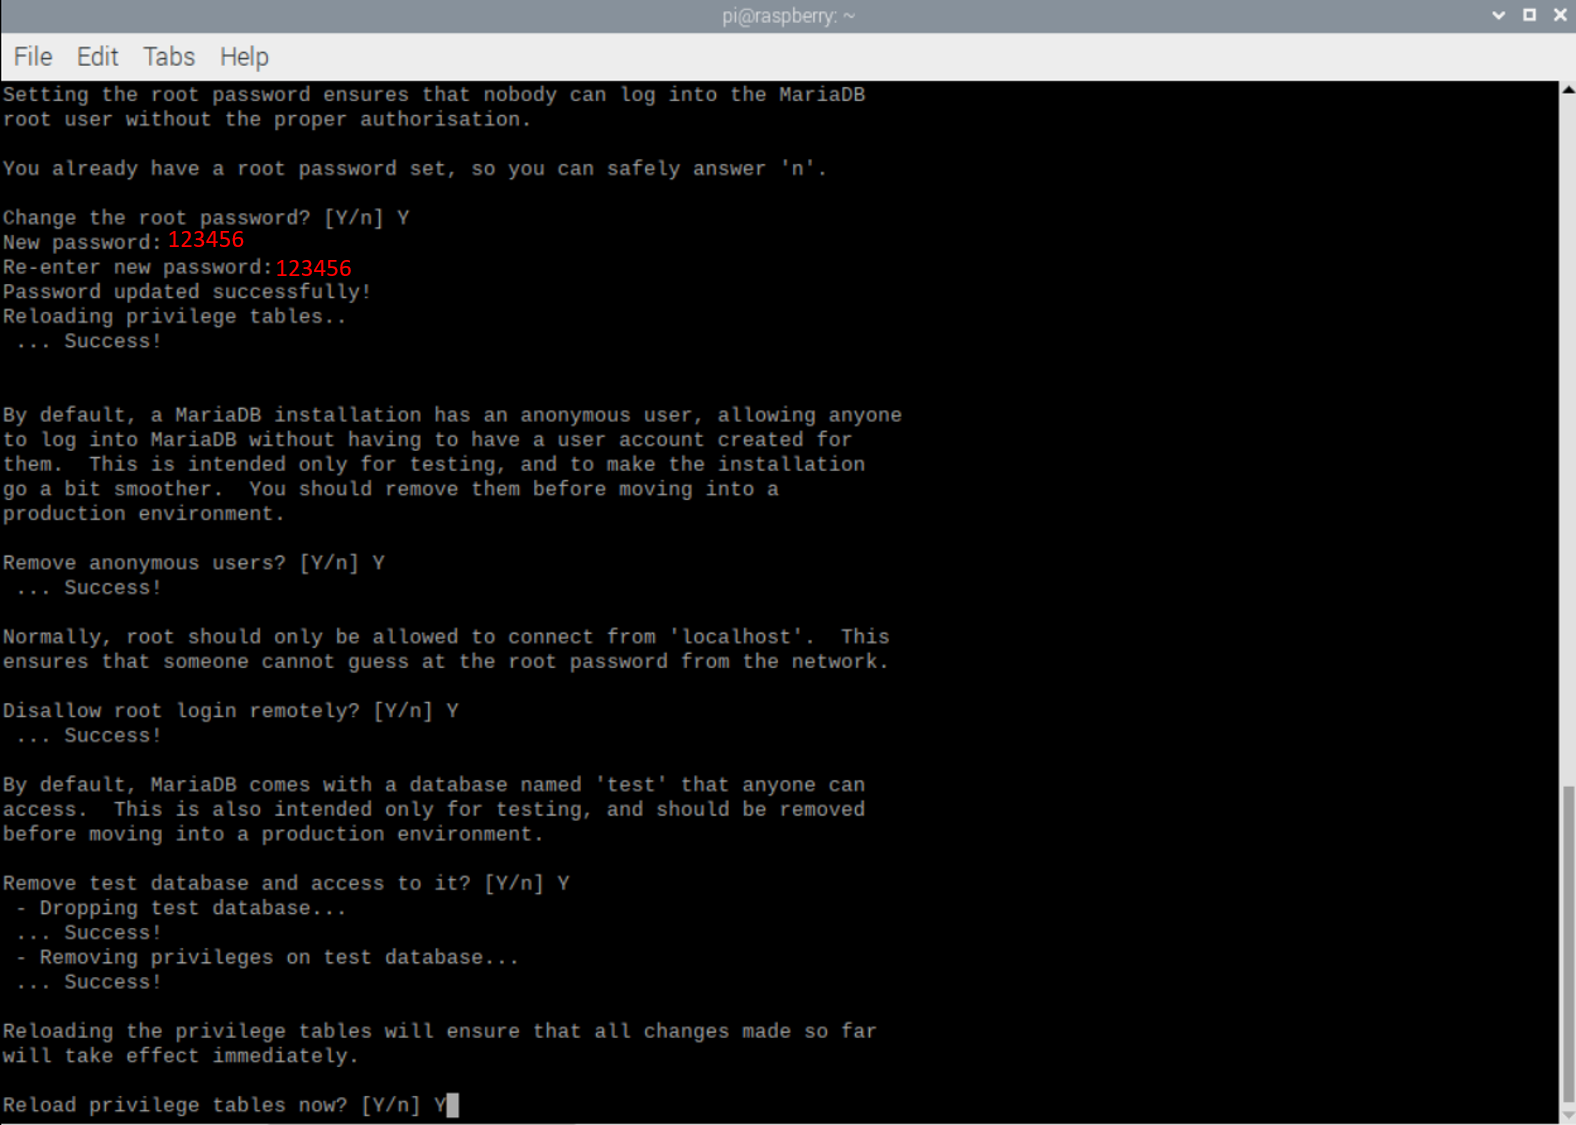 pi@raspberry: ~
File Edit Tabs Help
Setting the root password ensures that nobody can log into the MariaDB
root user without the proper authorisation.
You already have a root password set, so you can safely answer 'n'.
Change the root password? [Y/n] Y
New password: 123456
Re-enter new password: 123456
Password updated successfully!
Reloading privilege tables..
 ... Success!
By default, a MariaDB installation has an anonymous user, allowing anyone
to log into MariaDB without having to have a user account created for
them.  This is intended only for testing, and to make the installation
go a bit smoother.  You should remove them before moving into a
production environment.
Remove anonymous users? [Y/n] Y
 ... Success!
Normally, root should only be allowed to connect from 'localhost'.  This
ensures that someone cannot guess at the root password from the network.
Disallow root login remotely? [Y/n] Y
 ... Success!
By default, MariaDB comes with a database named 'test' that anyone can
access.  This is also intended only for testing, and should be removed
before moving into a production environment.
Remove test database and access to it? [Y/n] Y
 - Dropping test database...
 ... Success!
 - Removing privileges on test database...
 ... Success!
Reloading the privilege tables will ensure that all changes made so far
will take effect immediately.
Reload privilege tables now? [Y/n] Y